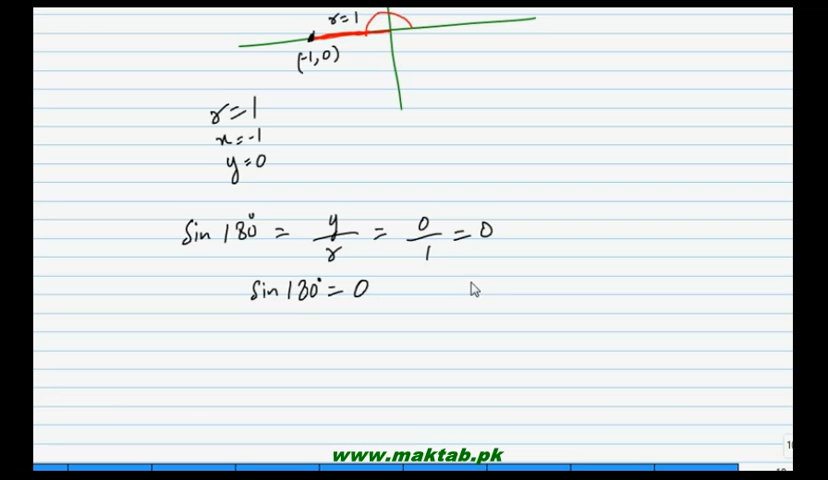 r=1
(-1,0)
r=1
x=-1
y=0
Sin 180° = y/r = 0/1 = 0
Sin 180° = 0
www.maktab.pk